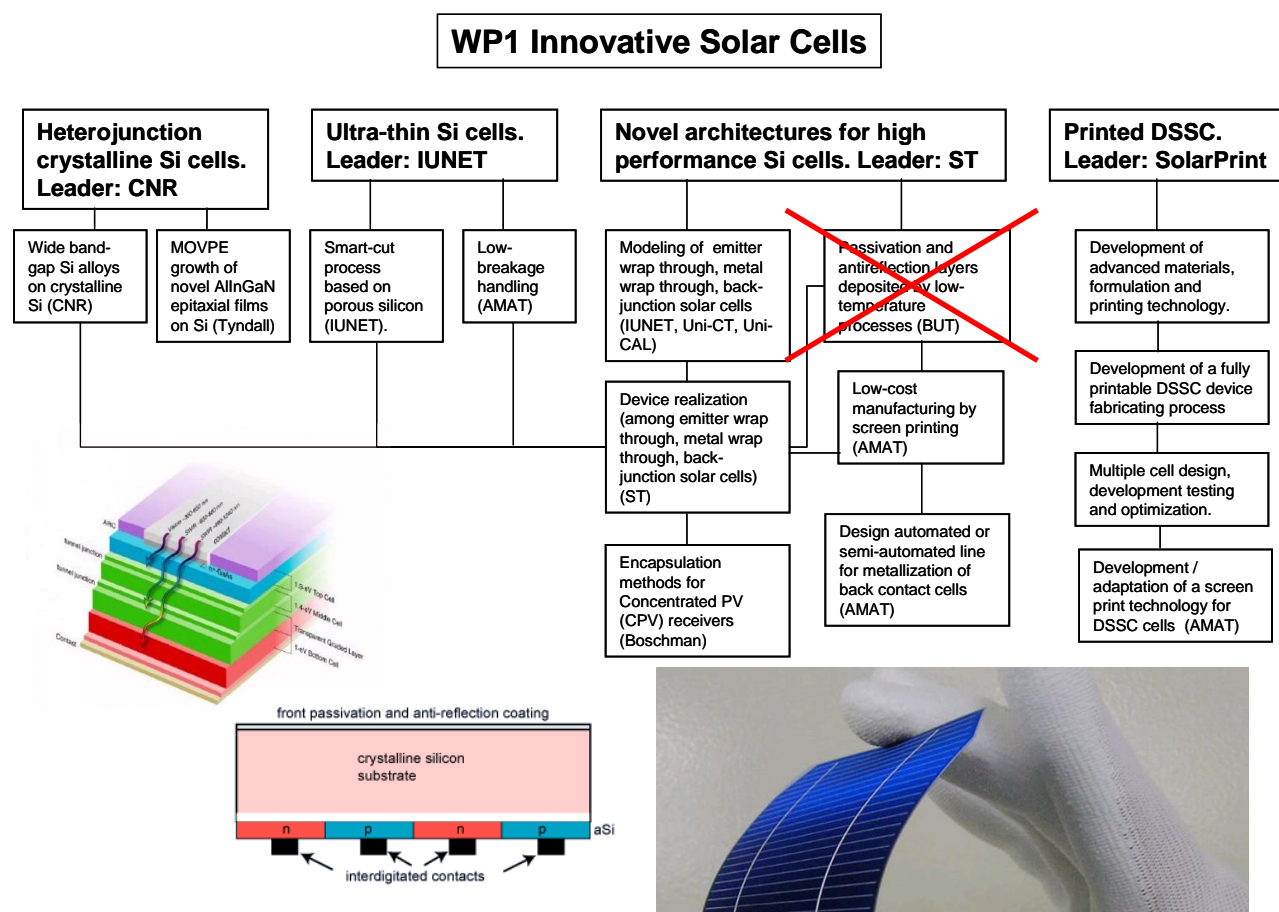 WP1 Innovative Solar Cells
Heterojunction
crystalline Si cells.
Leader: CNR
Ultra-thin Si cells.
Leader: IUNET
Novel architectures for high
performance Si cells. Leader: ST
Printed DSSC.
Leader: SolarPrint
Wide band-
gap Si alloys
on crystalline
Si (CNR)
MOVPE
growth of
novel AlInGaN
epitaxial films
on Si (Tyndall)
Smart-cut
process
based on
porous silicon
(IUNET).
Low-
breakage
handling
(AMAT)
Modeling of emitter
wrap through, metal
wrap through, back-
junction solar cells
(IUNET, Uni-CT, Uni-
CAL)
Passivation and
antireflection layers
deposited by low-
temperature
processes (BUT)
Development of
advanced materials,
formulation and
printing technology.
Device realization
(among emitter wrap
through, metal wrap
through, back-
junction solar cells)
(ST)
Low-cost
manufacturing by
screen printing
(AMAT)
Development of a fully
printable DSSC device
fabricating process
Multiple cell design,
development testing
and optimization.
Encapsulation
methods for
Concentrated PV
(CPV) receivers
(Boschman)
Design automated or
semi-automated line
for metallization of
back contact cells
(AMAT)
Development /
adaptation of a screen
print technology for
DSSC cells (AMAT)
ARC
tunnel junction
tunnel junction
Contact
1.4-eV Middle Cell
Transparent Graded Layer
1-eV Bottom Cell
front passivation and anti-reflection coating
crystalline silicon
substrate
n p n p aSi
interdigitated contacts